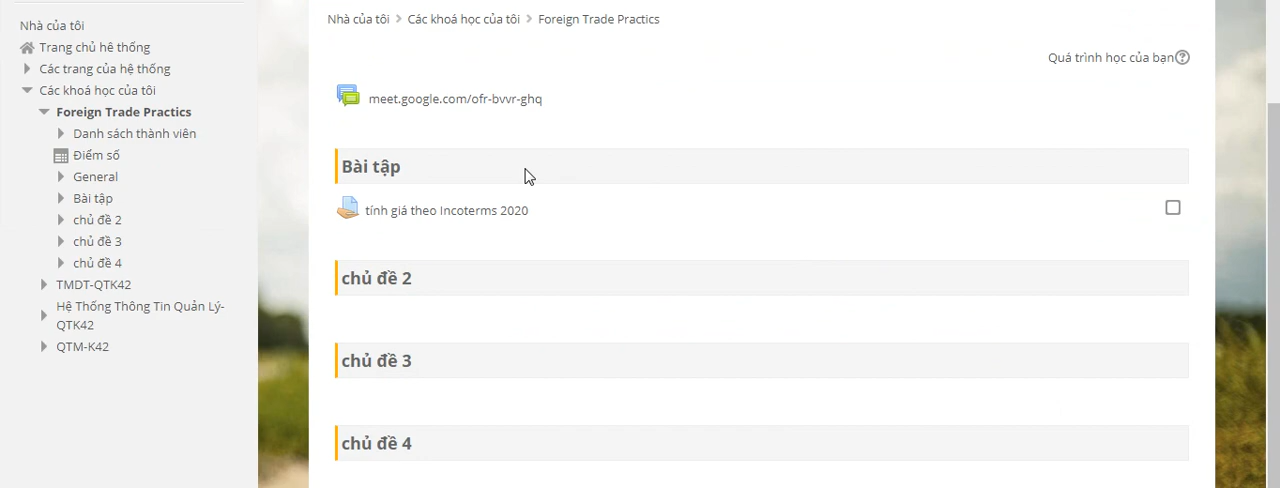 Nhà của tôi
Trang chủ hệ thống
Các trang của hệ thống
Các khoá học của tôi
Foreign Trade Practics
Danh sách thành viên
Điểm số
General
Bài tập
chủ đề 2
chủ đề 3
chủ đề 4
TMDT-QTK42
Hệ Thống Thông Tin Quản Lý-
QTK42
QTM-K42
Nhà của tôi > Các khoá học của tôi > Foreign Trade Practics
Quá trình học của bạn
meet.google.com/ofr-bvvr-ghq
Bài tập
tính giá theo Incoterms 2020
chủ đề 2
chủ đề 3
chủ đề 4